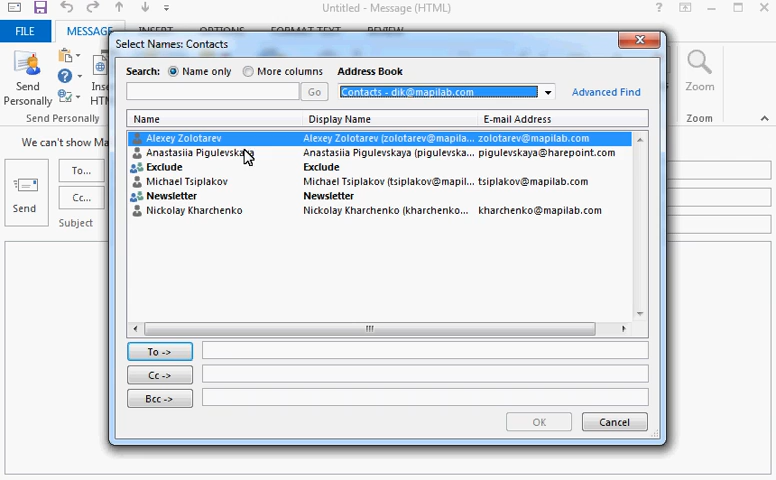 Untitled - Message (HTML)
FILE MESSAGE INSERT OPTIONS FORMAT TEXT REVIEW
Select Names: Contacts
Search: Name only More columns Address Book
Go Contacts - dik@mapilab.com Advanced Find
Name Display Name E-mail Address
Alexey Zolotarev Alexey Zolotarev (zolotarev@mapila... zolotarev@mapilab.com
Anastasiia Pigulevskaya Anastasiia Pigulevskaya (pigulevska... pigulevskaya@harepoint.com
Exclude Exclude
Michael Tsiplakov Michael Tsiplakov (tsiplakov@mapil... tsiplakov@mapilab.com
Newsletter Newsletter
Nickolay Kharchenko Nickolay Kharchenko (kharchenko... kharchenko@mapilab.com
To ->
Cc ->
Bcc ->
OK Cancel
Send
Personally
Ins
HTM
Send Personally
Zoom
Zoom
We can't show Ma
To...
Cc...
Send
Subject